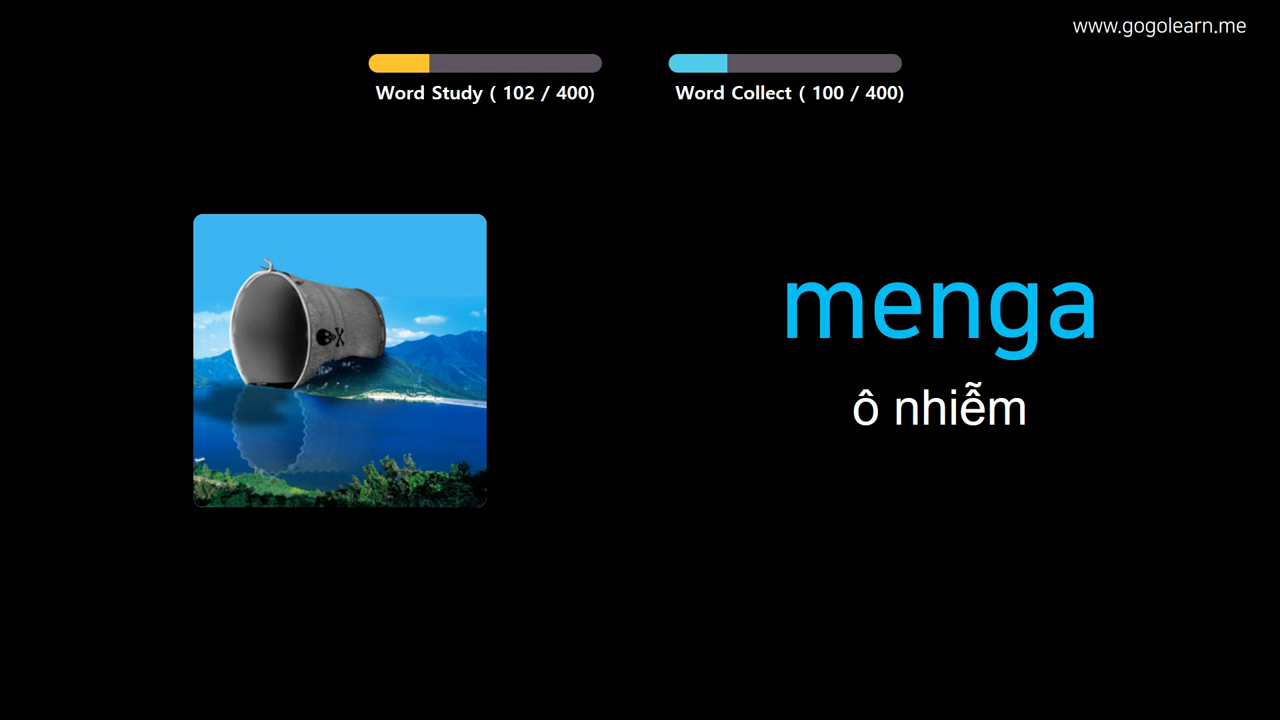 www.gogolearn.me
Word Study ( 102 / 400)
Word Collect ( 100 / 400)
menga
ô nhiễm